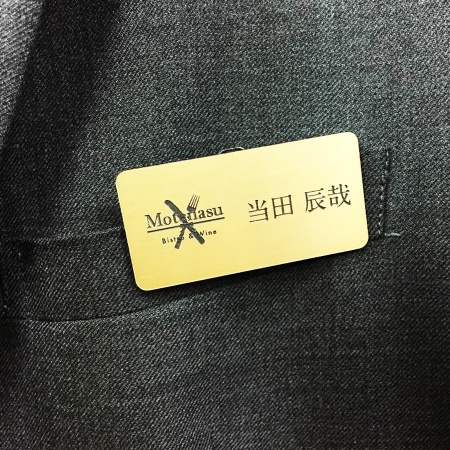 Motenasu
Bistro & Wine
当田 辰哉